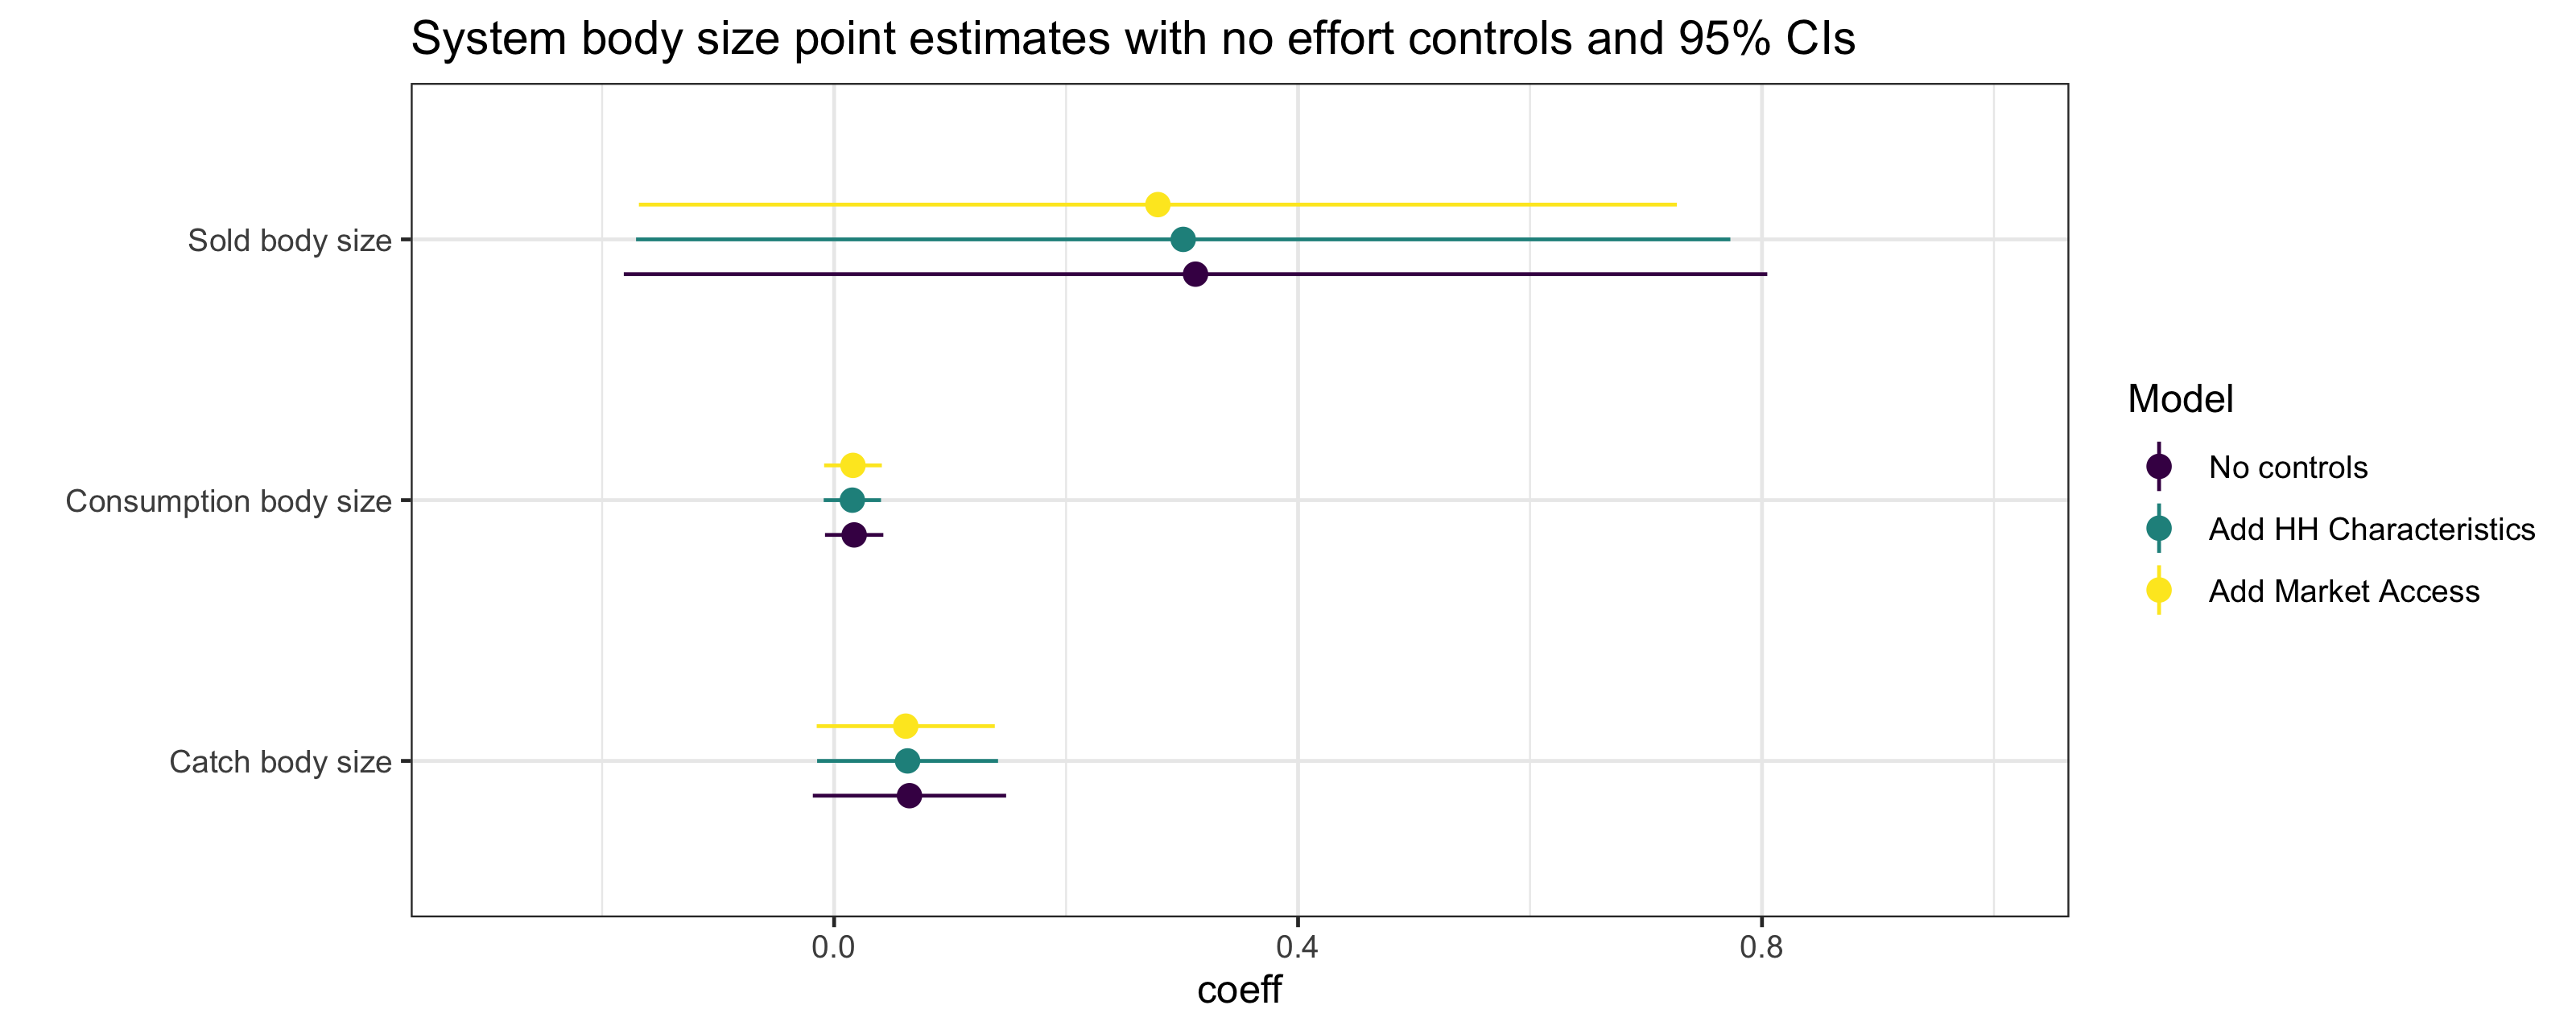 System body size point estimates with no effort controls and 95% CIs
Sold body size
Consumption body size
Catch body size
0.0
0.4
0.8
coeff
Model
No controls
Add HH Characteristics
Add Market Access